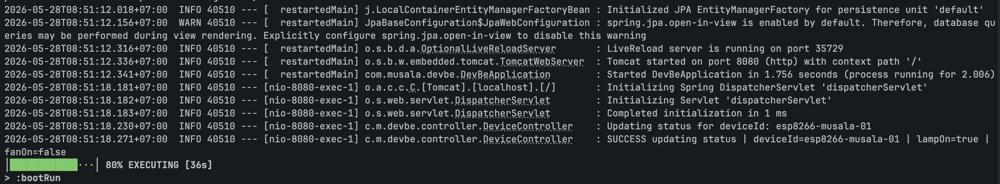 2026-05-28T08:51:12.018+07:00  INFO 40510 --- [  restartedMain] j.LocalContainerEntityManagerFactoryBean : Initialized JPA EntityManagerFactory for persistence unit 'default'
2026-05-28T08:51:12.156+07:00  WARN 40510 --- [  restartedMain] JpaBaseConfiguration$JpaWebConfiguration : spring.jpa.open-in-view is enabled by default. Therefore, database qu
eries may be performed during view rendering. Explicitly configure spring.jpa.open-in-view to disable this warning
2026-05-28T08:51:12.316+07:00  INFO 40510 --- [  restartedMain] o.s.b.d.a.OptionalLiveReloadServer       : LiveReload server is running on port 35729
2026-05-28T08:51:12.336+07:00  INFO 40510 --- [  restartedMain] o.s.b.w.embedded.tomcat.TomcatWebServer  : Tomcat started on port 8080 (http) with context path '/'
2026-05-28T08:51:12.341+07:00  INFO 40510 --- [  restartedMain] com.musala.devbe.DevBeApplication        : Started DevBeApplication in 1.756 seconds (process running for 2.006)
2026-05-28T08:51:18.181+07:00  INFO 40510 --- [nio-8080-exec-1] o.a.c.c.C.[Tomcat].[localhost].[/]       : Initializing Spring DispatcherServlet 'dispatcherServlet'
2026-05-28T08:51:18.182+07:00  INFO 40510 --- [nio-8080-exec-1] o.s.web.servlet.DispatcherServlet        : Initializing Servlet 'dispatcherServlet'
2026-05-28T08:51:18.183+07:00  INFO 40510 --- [nio-8080-exec-1] o.s.web.servlet.DispatcherServlet        : Completed initialization in 1 ms
2026-05-28T08:51:18.230+07:00  INFO 40510 --- [nio-8080-exec-1] c.m.devbe.controller.DeviceController    : Updating status for deviceId: esp8266-musala-01
2026-05-28T08:51:18.271+07:00  INFO 40510 --- [nio-8080-exec-1] c.m.devbe.controller.DeviceController    : SUCCESS updating status | deviceId=esp8266-musala-01 | lampOn=true |
fanOn=false
80% EXECUTING [36s]
> :bootRun